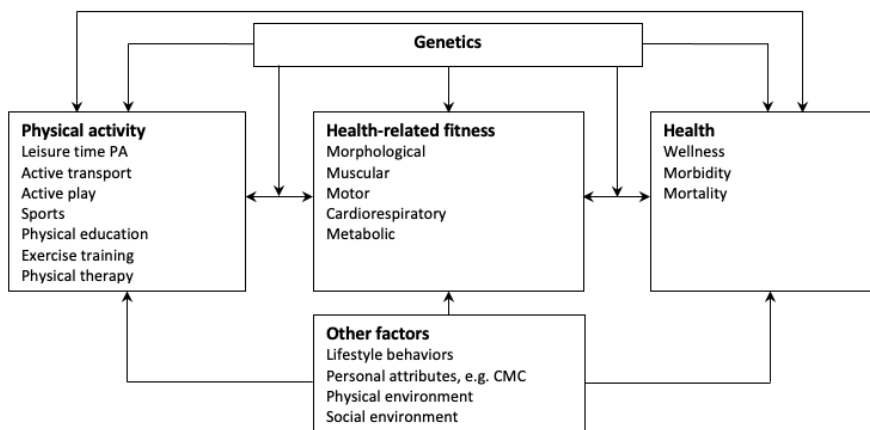 Genetics
Physical activity
Leisure time PA
Active transport
Active play
Sports
Physical education
Exercise training
Physical therapy
Health-related fitness
Morphological
Muscular
Motor
Cardiorespiratory
Metabolic
Health
Wellness
Morbidity
Mortality
Other factors
Lifestyle behaviors
Personal attributes, e.g. CMC
Physical environment
Social environment